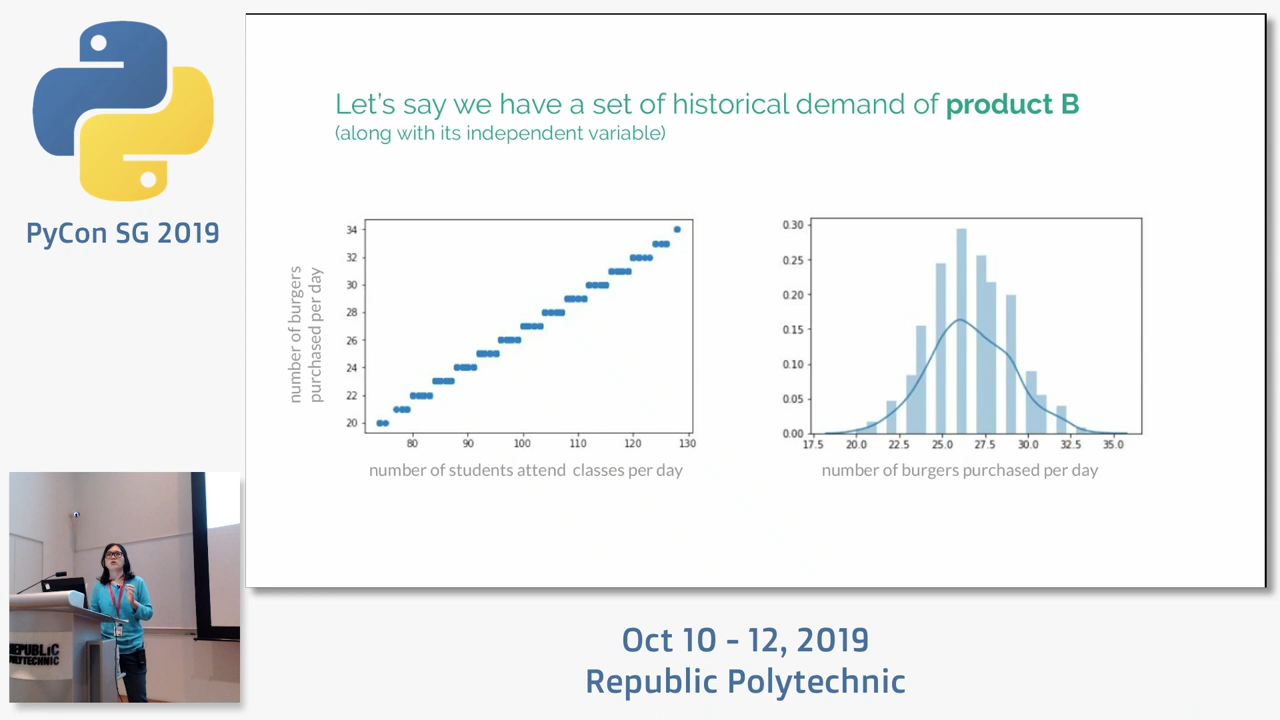 PyCon SG 2019
Let's say we have a set of historical demand of product B
(along with its independent variable)
number of burgers
purchased per day
34
32
30
28
26
24
22
20
80
90
100
110
120
130
number of students attend classes per day
0.30
0.25
0.20
0.15
0.10
0.05
0.00
17.5
20.0
22.5
25.0
27.5
30.0
32.5
35.0
number of burgers purchased per day
REPUBLIC
POLYTECHNIC
Oct 10 - 12, 2019
Republic Polytechnic